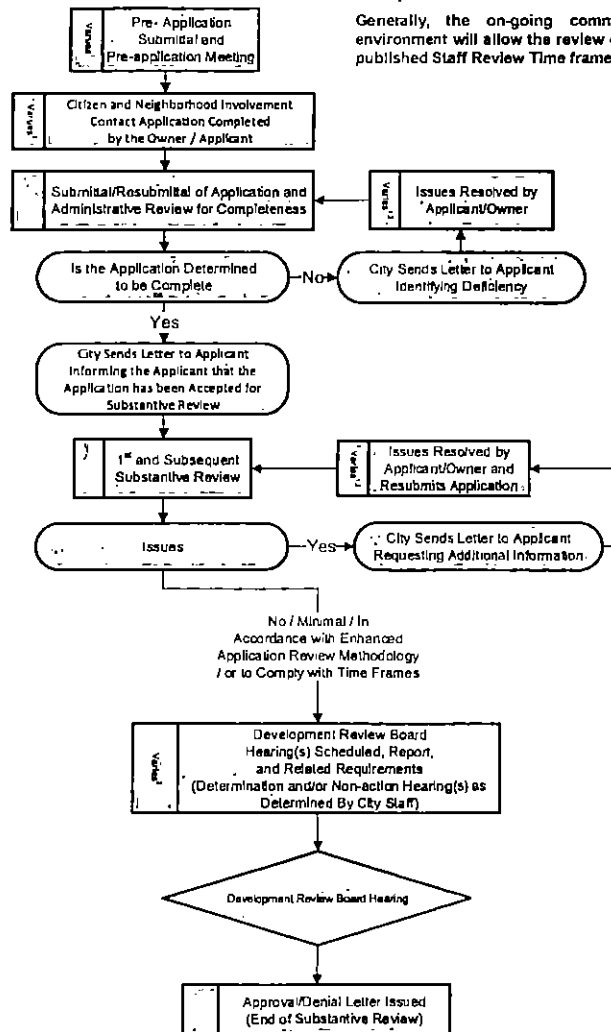 Generally, the on-going
environment will allow the review
published Staff Review Time
Pre- Application
Submittal and
Pre-application Meeting
Varies
Citizen and Neighborhood Involvement
Contact Application Completed
by the Owner / Applicant
Varies
Submittal/Resubmittal of Application and
Administrative Review for Completeness
Issues Resolved by
Applicant/Owner
Varies
Is the Application Determined
to be Complete
No
City Sends Letter to Applicant
Identifying Deficiency
Yes
City Sends Letter to Applicant
Informing the Applicant that the
Application has been Accepted for
Substantive Review
1st and Subsequent
Substantive Review
Issues Resolved by
Applicant/Owner and
Resubmits Application
Varies
Issues
Yes
City Sends Letter to Applicant
Requesting Additional Information
No / Minimal / In
Accordance with Enhanced
Application Review Methodology
/ or to Comply with Time Frames
Development Review Board
Hearing(s) Scheduled, Report,
and Related Requirements
(Determination and/or Non-action Hearing(s) as
Determined By City Staff)
Varies
Development Review Board Hearing
Approval/Denial Letter Issued
(End of Substantive Review)